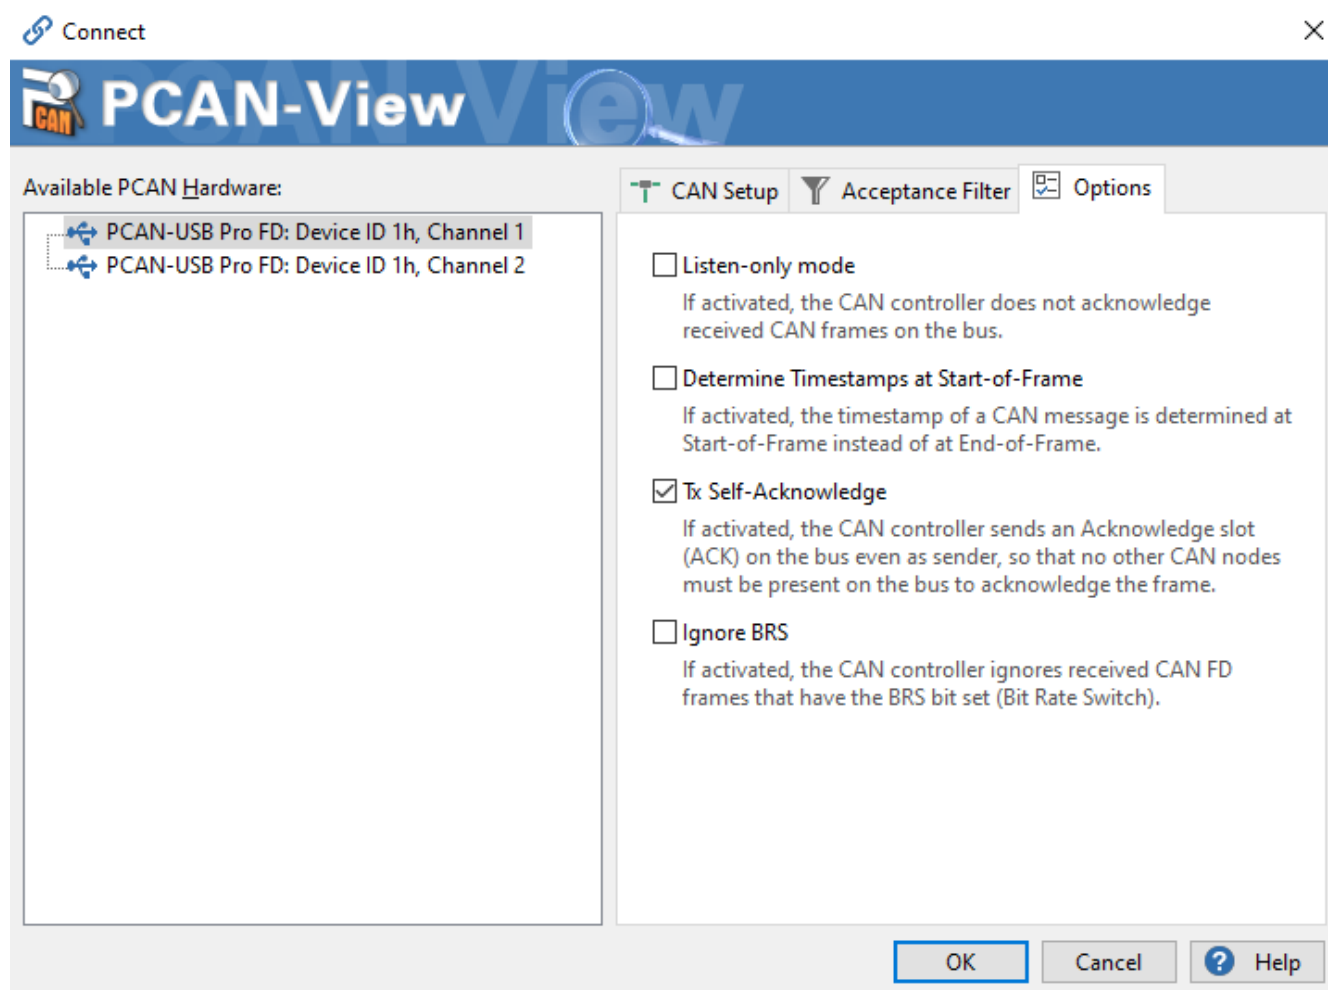 Connect
PCAN-View
CAN
Available PCAN Hardware:
PCAN-USB Pro FD: Device ID 1h, Channel 1
PCAN-USB Pro FD: Device ID 1h, Channel 2
CAN Setup
Acceptance Filter
Options
Listen-only mode
If activated, the CAN controller does not acknowledge
received CAN frames on the bus.
Determine Timestamps at Start-of-Frame
If activated, the timestamp of a CAN message is determined at
Start-of-Frame instead of at End-of-Frame.
Tx Self-Acknowledge
If activated, the CAN controller sends an Acknowledge slot
(ACK) on the bus even as sender, so that no other CAN nodes
must be present on the bus to acknowledge the frame.
Ignore BRS
If activated, the CAN controller ignores received CAN FD
frames that have the BRS bit set (Bit Rate Switch).
OK
Cancel
Help